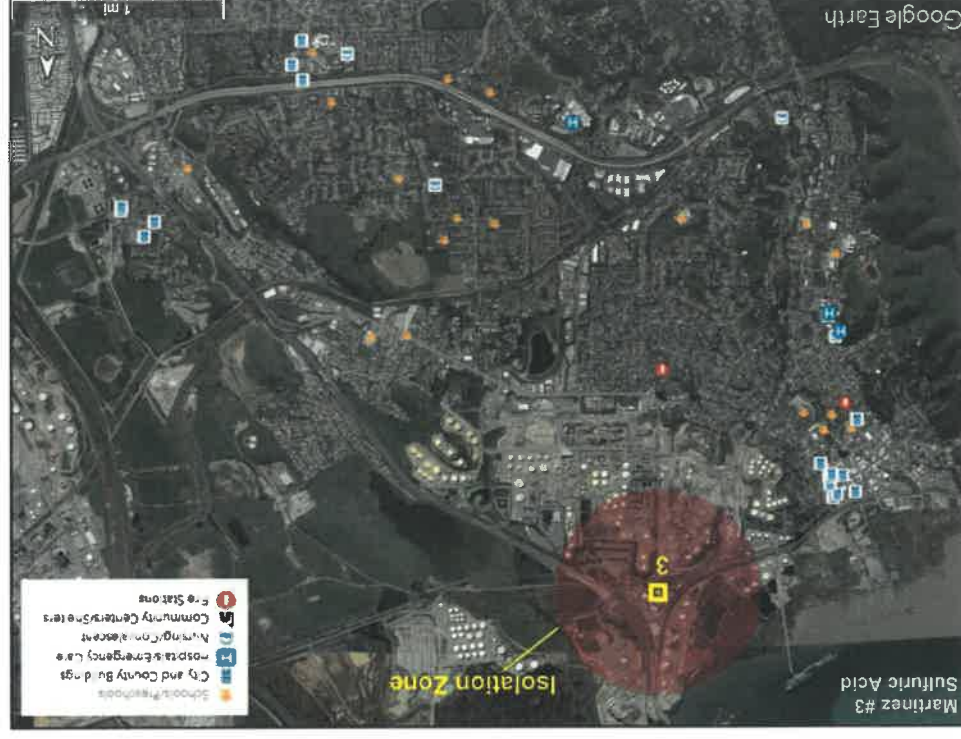 Martinez #3
Sulfuric Acid
Isolation Zone
3
Schools/Preschools
City and County Buildings
Hospitals/Emergency Care
Nursing/Convalescent
Community Centers/Shelters
Fire Stations
Google Earth
N
1 mi